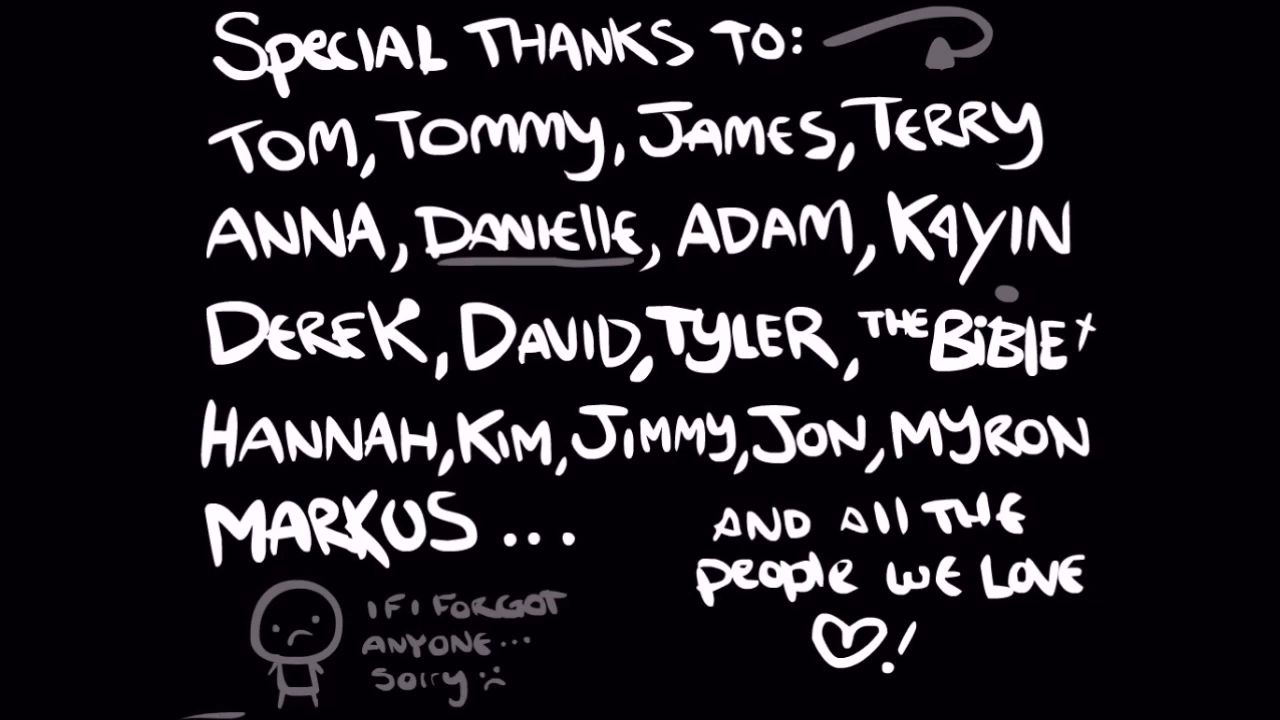 Special THANKS TO:
TOM, TOMMY, JAMES, TERRY
ANNA, DANIElle, ADAM, KAYIN
DEREK, DAVID, TYLER, THE BiBLE
HANNAH, KiM, JiMMY, JON, MYRON
MARKUS ...
AND All THE
people WE LOVE
!
I F I FORGOT
ANYONE...
Sorry :(